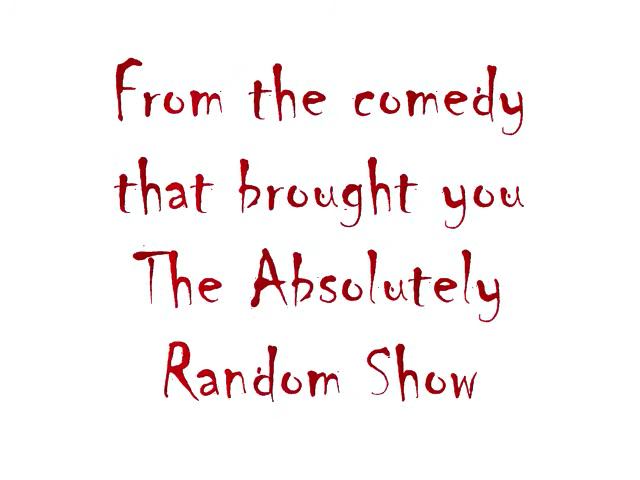 From the comedy
that brought you
The Absolutely
Random Show